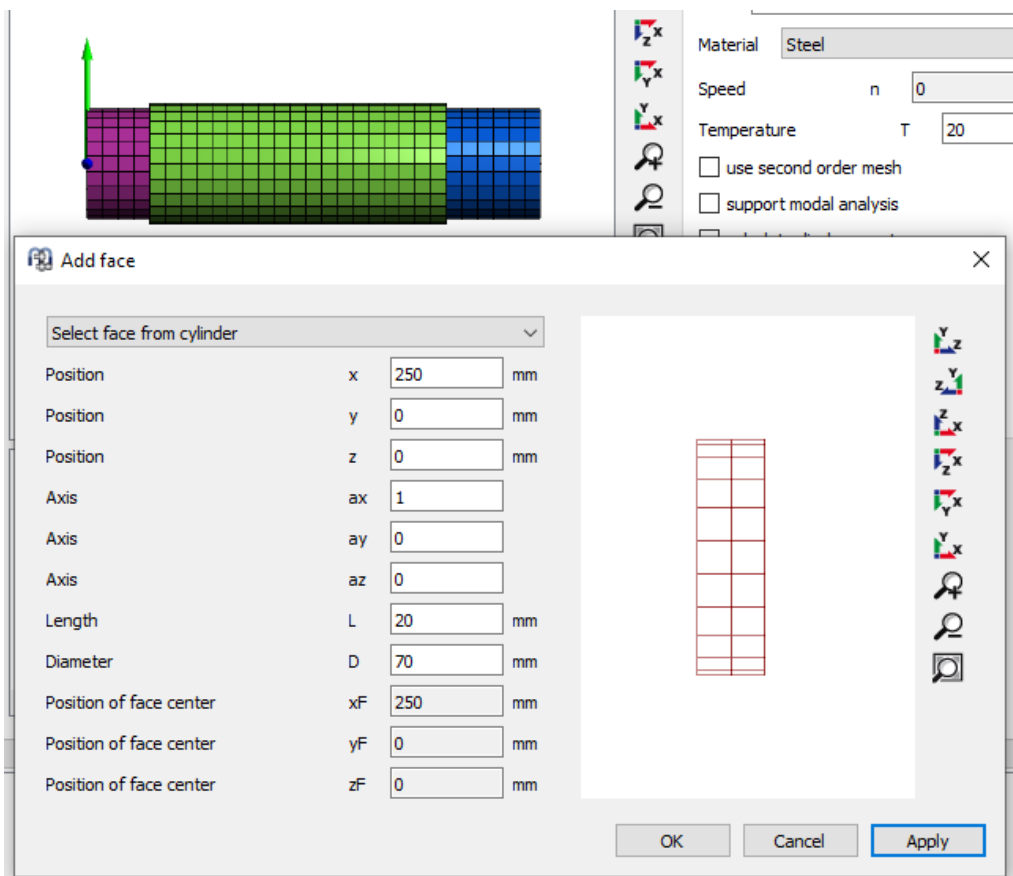 Material Steel
Speed n 0
Temperature T 20
use second order mesh
support modal analysis
Add face
Select face from cylinder
Position x 250 mm
Position y 0 mm
Position z 0 mm
Axis ax 1
Axis ay 0
Axis az 0
Length L 20 mm
Diameter D 70 mm
Position of face center xF 250 mm
Position of face center yF 0 mm
Position of face center zF 0 mm
OK Cancel Apply
Z X
Y X
Y X
Y Z
Z Y
Z X
Z X
Y X
Y X